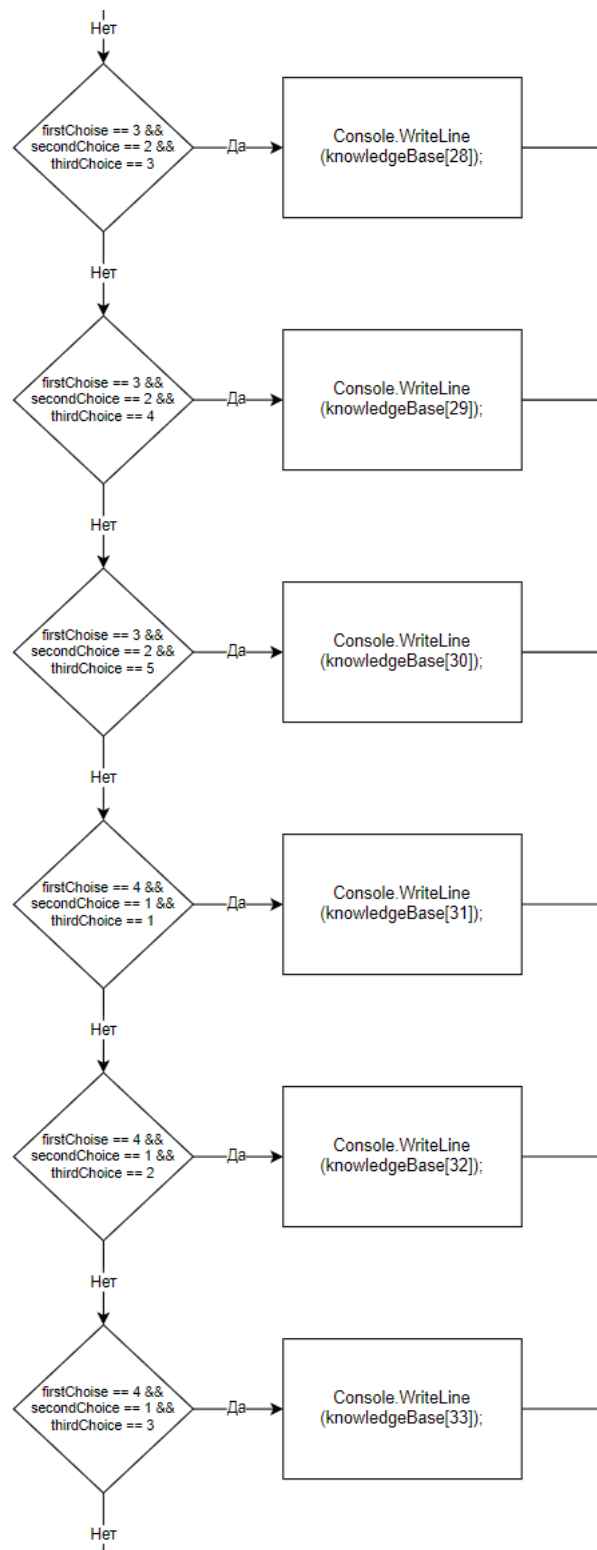 Нет
firstChoise == 3 &&
secondChoice == 2 &&
thirdChoice == 3
Да
Console.WriteLine
(knowledgeBase[28]);
Нет
firstChoise == 3 &&
secondChoice == 2 &&
thirdChoice == 4
Да
Console.WriteLine
(knowledgeBase[29]);
Нет
firstChoise == 3 &&
secondChoice == 2 &&
thirdChoice == 5
Да
Console.WriteLine
(knowledgeBase[30]);
Нет
firstChoise == 4 &&
secondChoice == 1 &&
thirdChoice == 1
Да
Console.WriteLine
(knowledgeBase[31]);
Нет
firstChoise == 4 &&
secondChoice == 1 &&
thirdChoice == 2
Да
Console.WriteLine
(knowledgeBase[32]);
Нет
firstChoise == 4 &&
secondChoice == 1 &&
thirdChoice == 3
Да
Console.WriteLine
(knowledgeBase[33]);
Нет